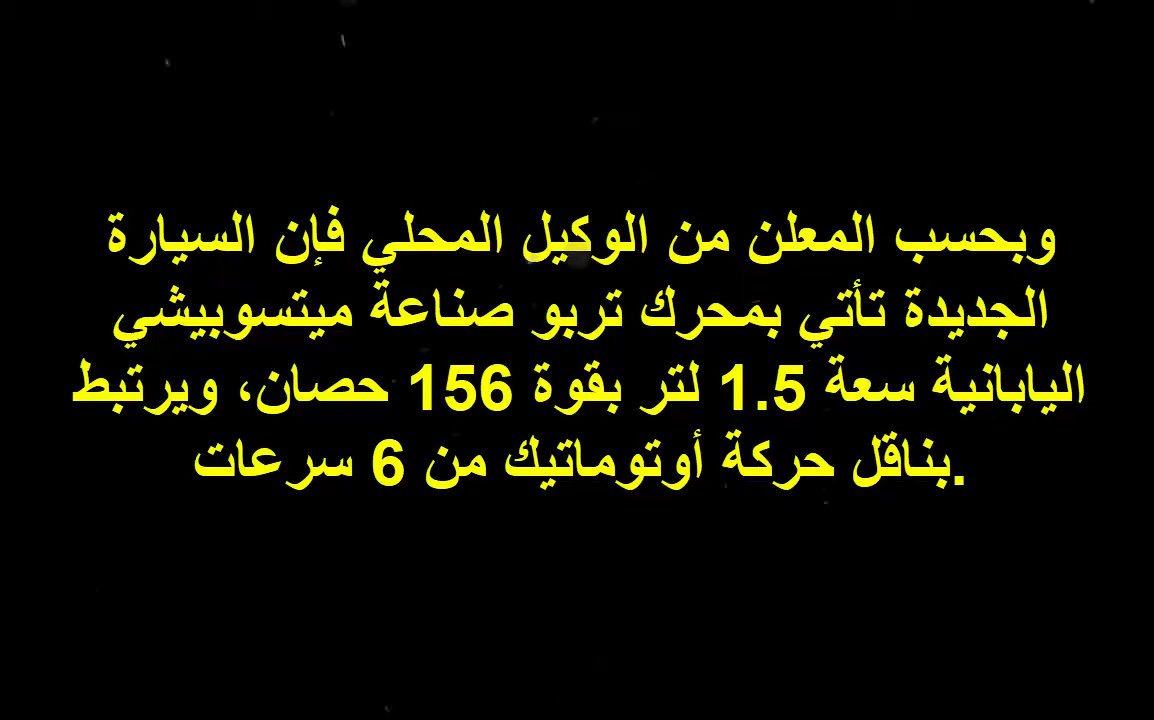 وبحسب المعلن من الوكيل المحلي فإن السيارة
الجديدة تأتي بمحرك تربو صناعة ميتسوبيشي
اليابانية سعة 1.5 لتر بقوة 156 حصان، ويرتبط
بناقل حركة أوتوماتيك من 6 سرعات.